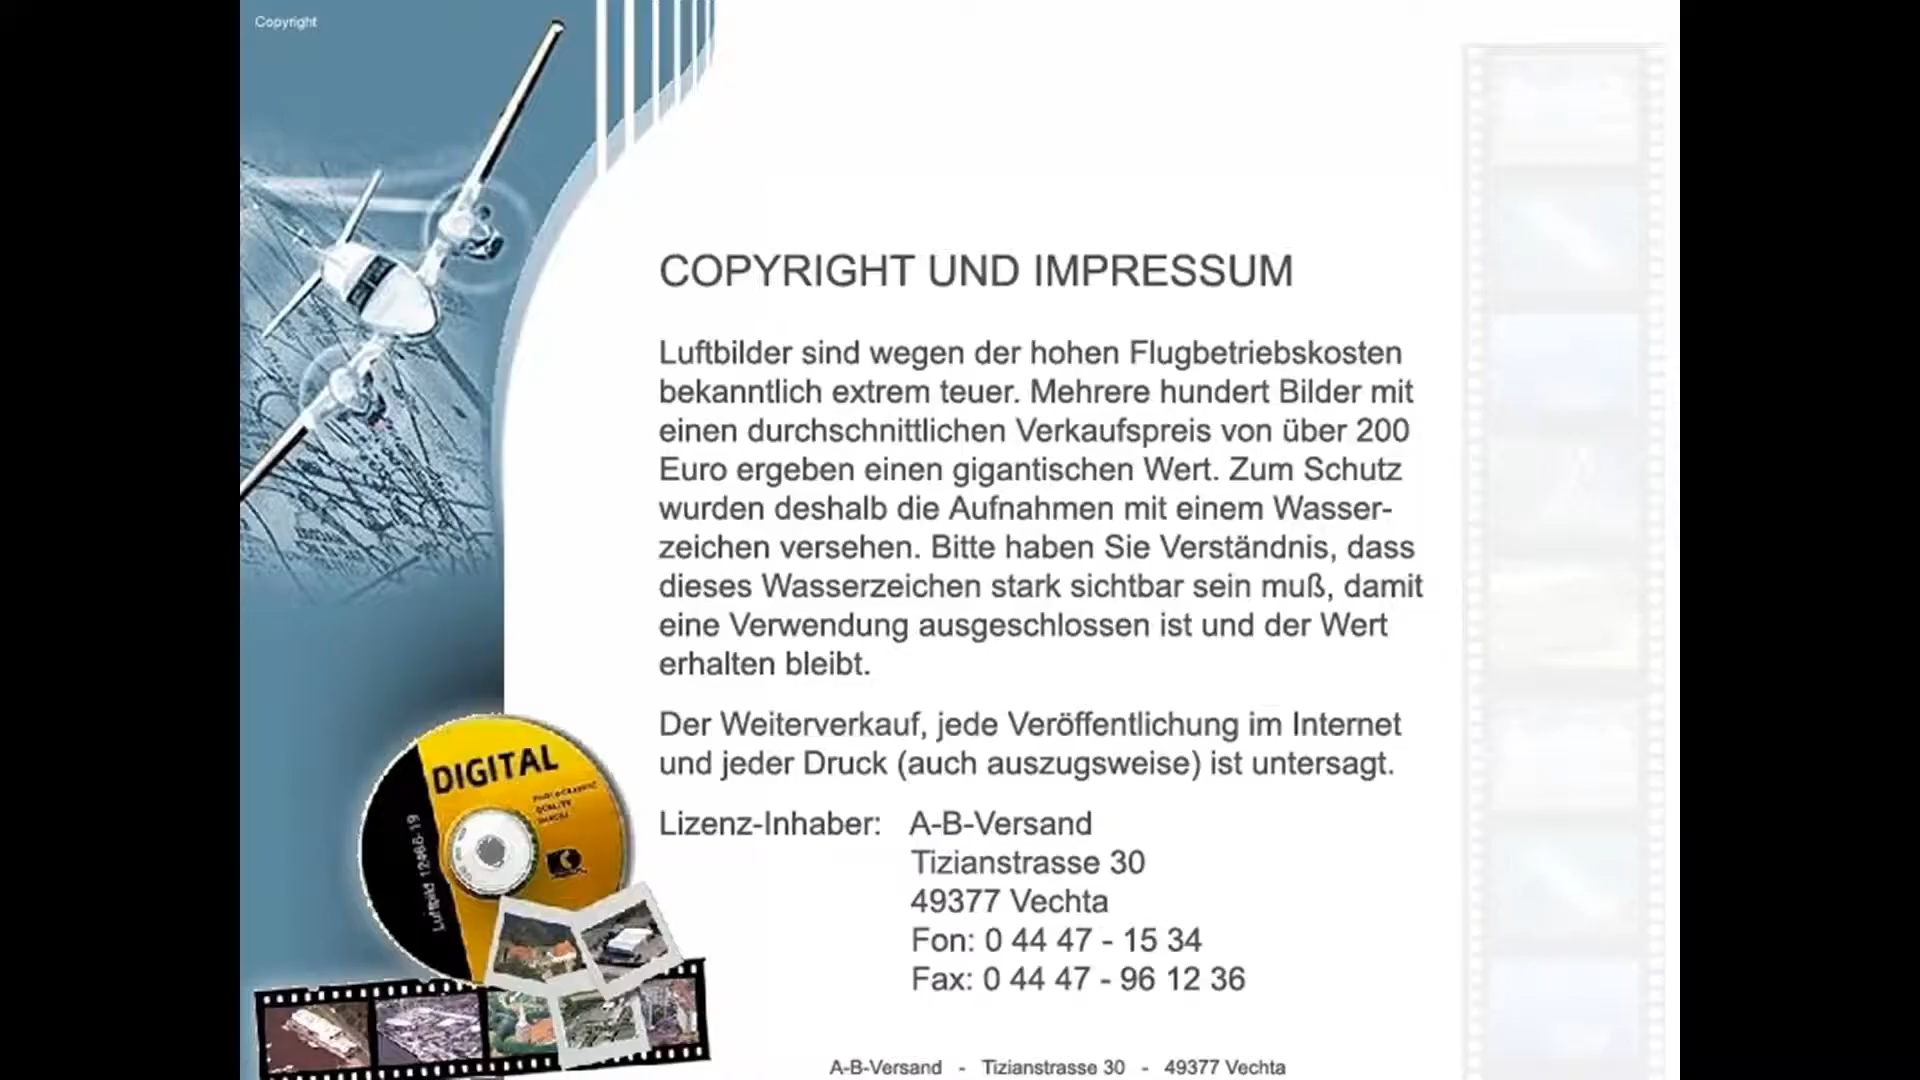 Copyright
COPYRIGHT UND IMPRESSUM
Luftbilder sind wegen der hohen Flugbetriebskosten
bekanntlich extrem teuer. Mehrere hundert Bilder mit
einen durchschnittlichen Verkaufspreis von über 200
Euro ergeben einen gigantischen Wert. Zum Schutz
wurden deshalb die Aufnahmen mit einem Wasser-
zeichen versehen. Bitte haben Sie Verständnis, dass
dieses Wasserzeichen stark sichtbar sein muß, damit
eine Verwendung ausgeschlossen ist und der Wert
erhalten bleibt.
Der Weiterverkauf, jede Veröffentlichung im Internet
und jeder Druck (auch auszugsweise) ist untersagt.
Lizenz-Inhaber: A-B-Versand
Tizianstrasse 30
49377 Vechta
Fon: 0 44 47 - 15 34
Fax: 0 44 47 - 96 12 36
DIGITAL
Luftbild
A-B-Versand - Tizianstrasse 30 - 49377 Vechta